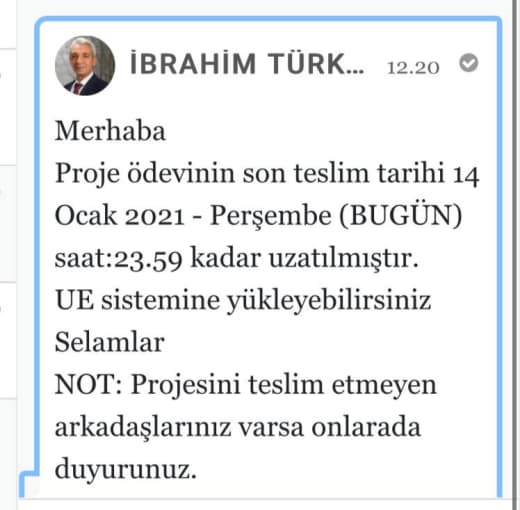 İBRAHİM TÜRK... 12.20
Merhaba
Proje ödevinin son teslim tarihi 14
Ocak 2021 - Perşembe (BUGÜN)
saat:23.59 kadar uzatılmıştır.
UE sistemine yükleyebilirsiniz
Selamlar
NOT: Projesini teslim etmeyen
arkadaşlarınız varsa onlarada
duyurunuz.